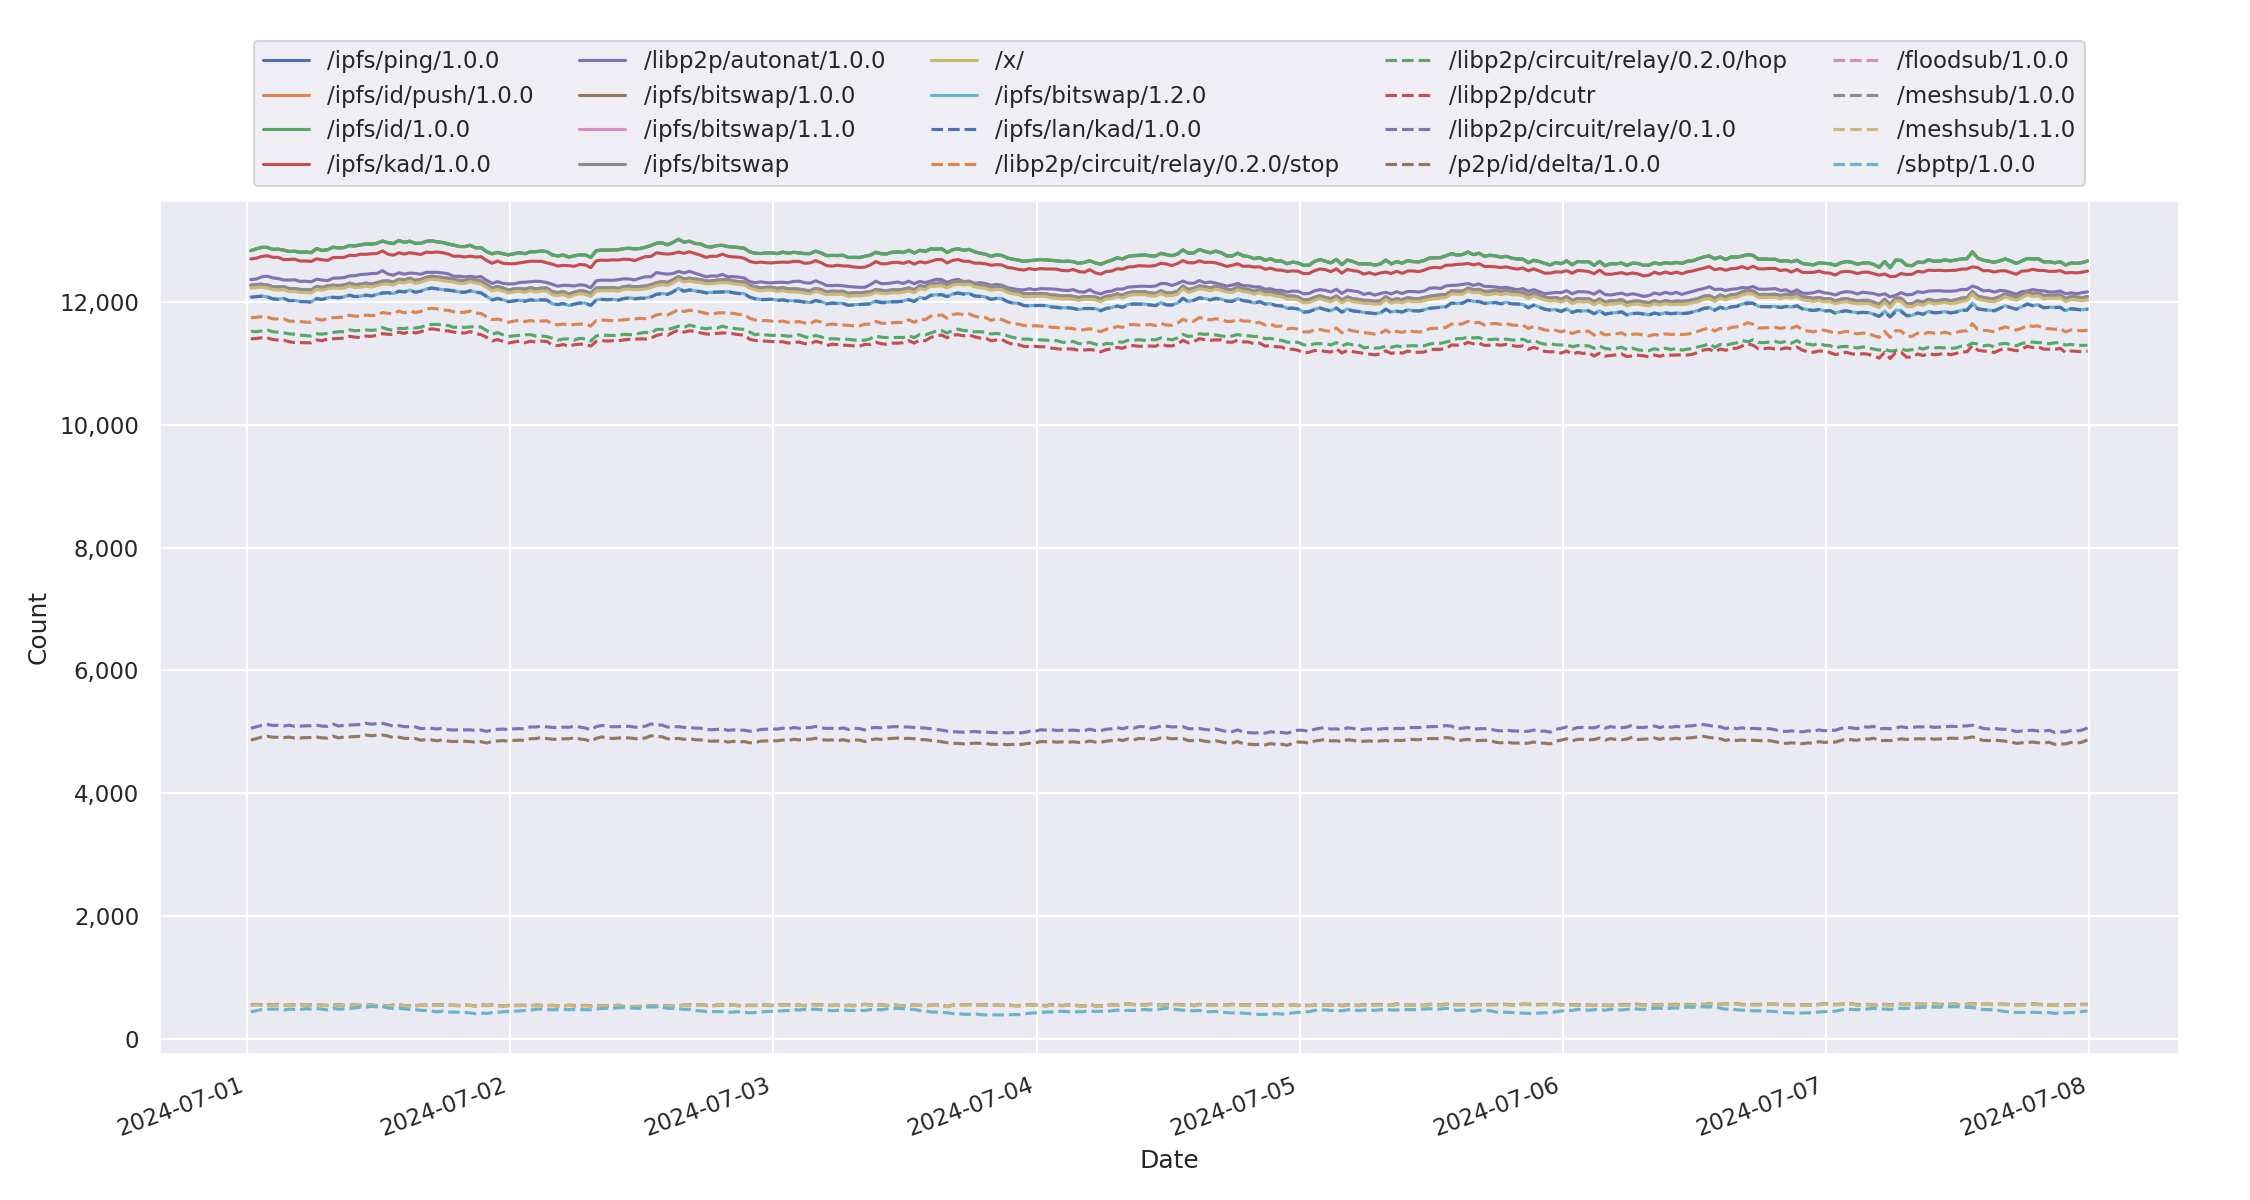 /ipfs/ping/1.0.0
/ipfs/id/push/1.0.0
/ipfs/id/1.0.0
/ipfs/kad/1.0.0
/libp2p/autonat/1.0.0
/ipfs/bitswap/1.0.0
/ipfs/bitswap/1.1.0
/ipfs/bitswap
/x/
/ipfs/bitswap/1.2.0
/ipfs/lan/kad/1.0.0
/libp2p/circuit/relay/0.2.0/stop
/libp2p/circuit/relay/0.2.0/hop
/libp2p/dcutr
/libp2p/circuit/relay/0.1.0
/p2p/id/delta/1.0.0
/floodsub/1.0.0
/meshsub/1.0.0
/meshsub/1.1.0
/sbptp/1.0.0
12,000
10,000
8,000
6,000
4,000
2,000
0
Count
2024-07-01
2024-07-02
2024-07-03
2024-07-04
2024-07-05
2024-07-06
2024-07-07
2024-07-08
Date